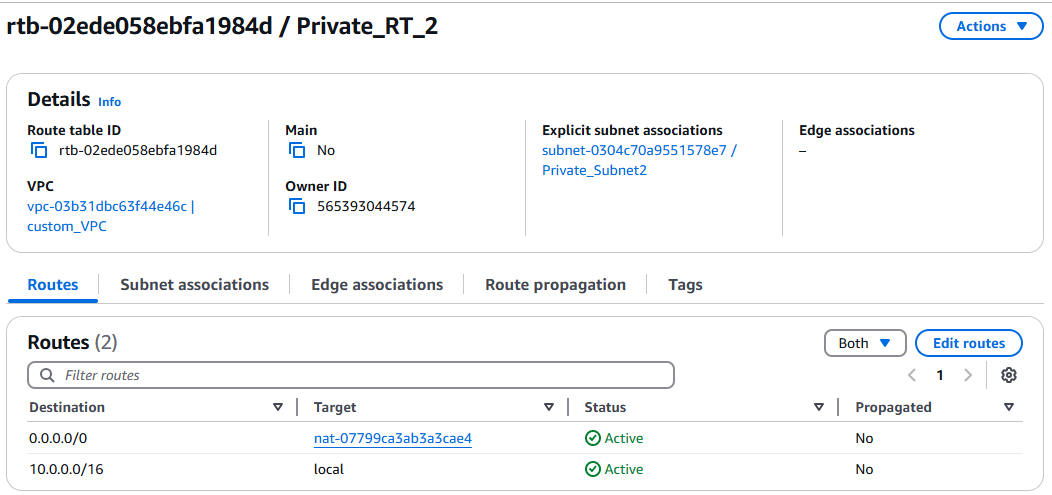 rtb-02ede058ebfa1984d / Private_RT_2
Actions
Details Info
Route table ID
rtb-02ede058ebfa1984d
Main
No
Explicit subnet associations
subnet-0304c70a9551578e7 /
Private_Subnet2
Edge associations
–
VPC
vpc-03b31dbc63f44e46c |
custom_VPC
Owner ID
565393044574
Routes Subnet associations Edge associations Route propagation Tags
Routes (2)
Both
Edit routes
Filter routes
1
Destination Target Status Propagated
0.0.0.0/0 nat-07799ca3ab3a3cae4 Active No
10.0.0.0/16 local Active No